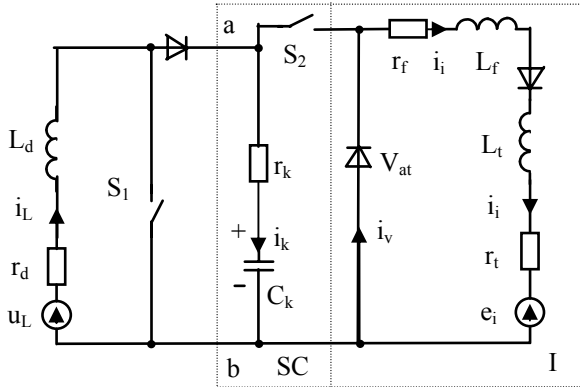 a
S2
rf
ii
Lf
Ld
S1
rk
Vat
Lt
iL
+
ik
iv
ii
rd
-
Ck
rt
uL
ei
b
SC
I